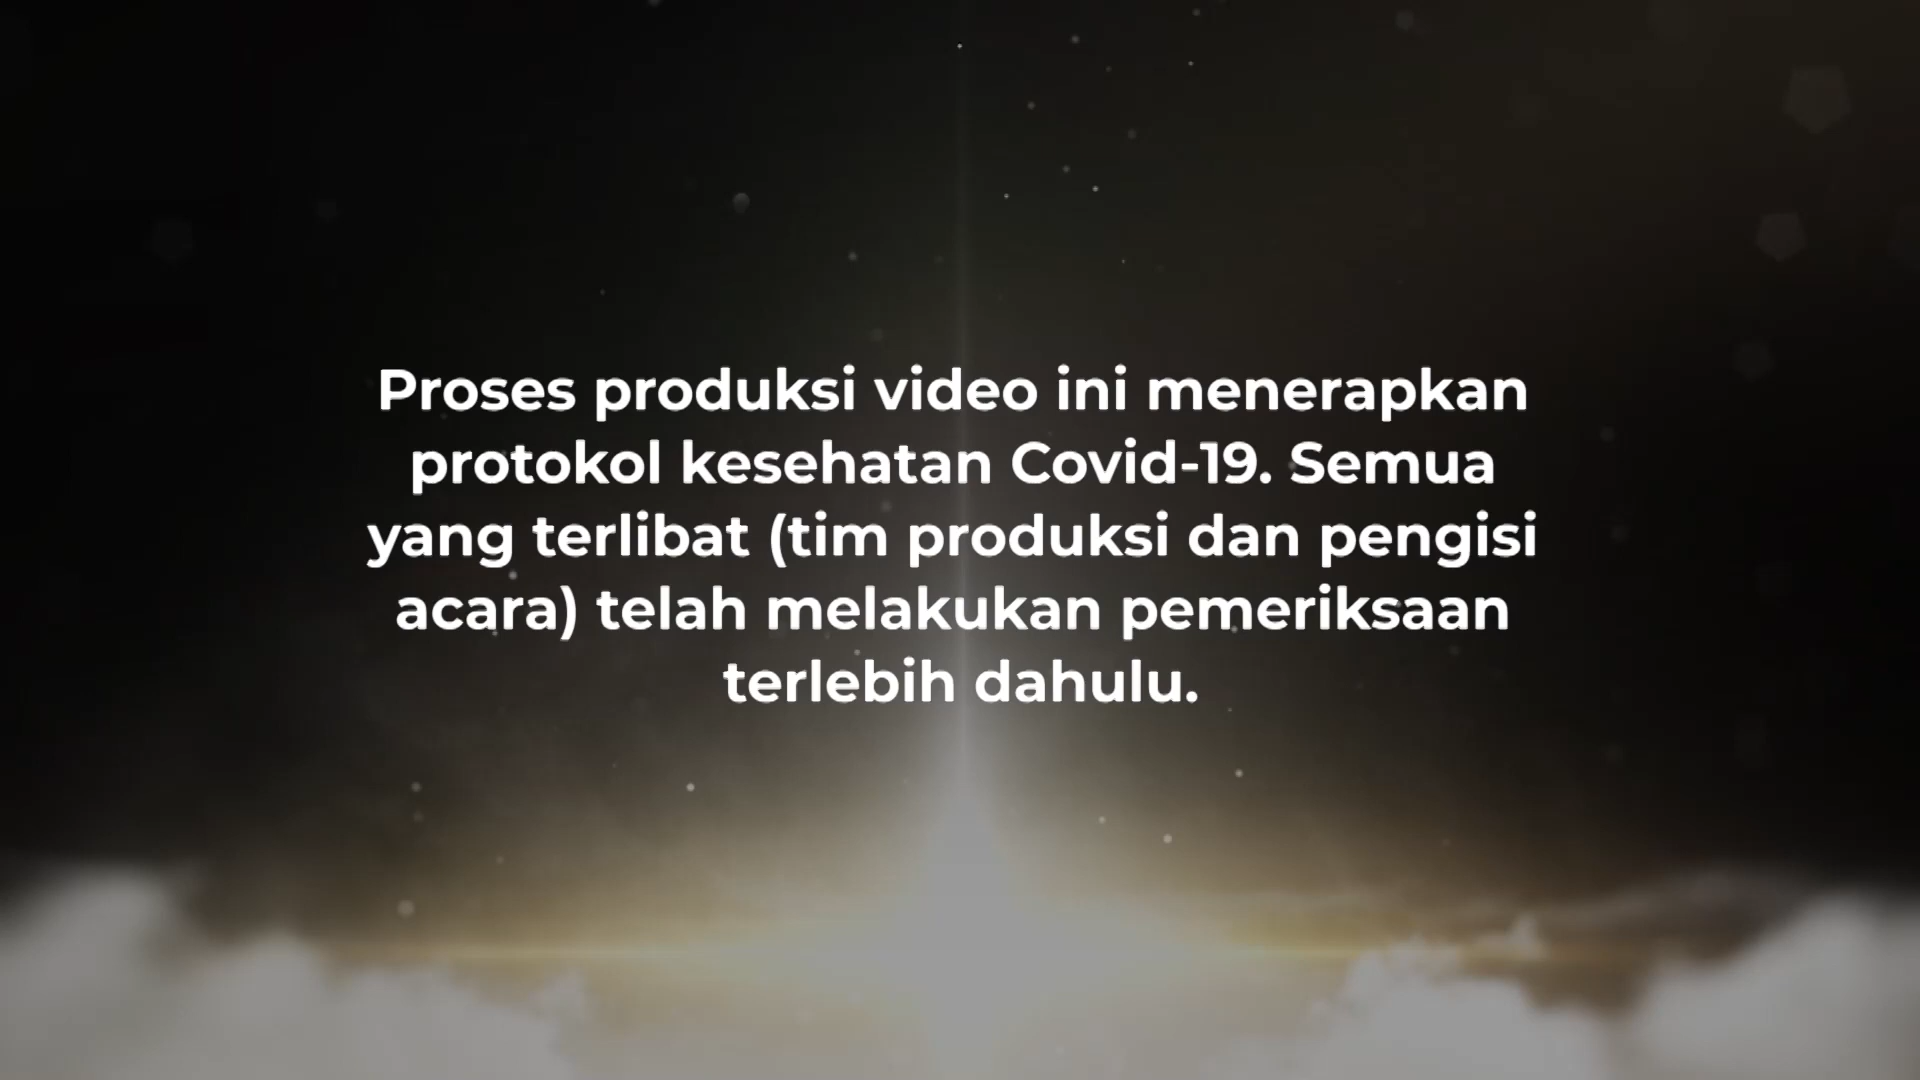 Proses produksi video ini menerapkan
protokol kesehatan Covid-19. Semua
yang terlibat (tim produksi dan pengisi
acara) telah melakukan pemeriksaan
terlebih dahulu.